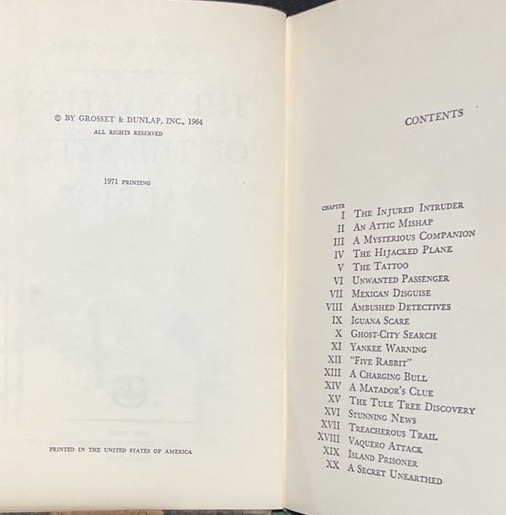 © BY GROSSET & DUNLAP, INC., 1964
ALL RIGHTS RESERVED
1971 PRINTING
PRINTED IN THE UNITED STATES OF AMERICA
CONTENTS
CHAPTER
I THE INJURED INTRUDER
II AN ATTIC MISHAP
III A MYSTERIOUS COMPANION
IV THE HIJACKED PLANE
V THE TATTOO
VI UNWANTED PASSENGER
VII MEXICAN DISGUISE
VIII AMBUSHED DETECTIVES
IX IGUANA SCARE
X GHOST-CITY SEARCH
XI YANKEE WARNING
XII "FIVE RABBIT"
XIII A CHARGING BULL
XIV A MATADOR'S CLUE
XV THE TULE TREE DISCOVERY
XVI STUNNING NEWS
XVII TREACHEROUS TRAIL
XVIII VAQUERO ATTACK
XIX ISLAND PRISONER
XX A SECRET UNEARTHED